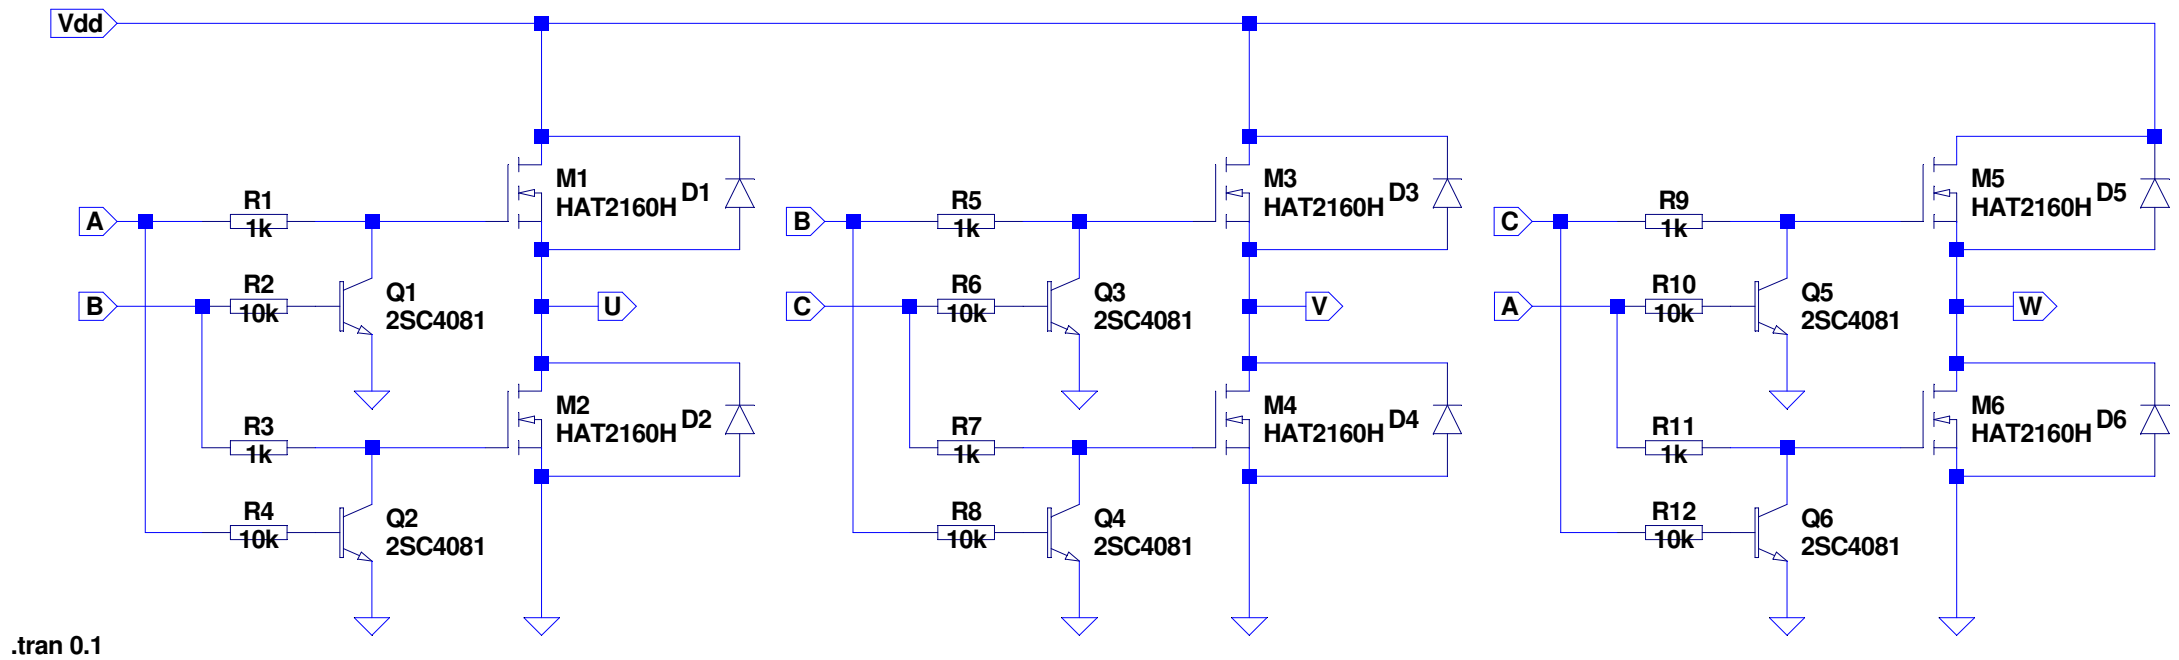 Vdd
M1
HAT2160H
D1
A
R1
1k
B
R2
10k
Q1
2SC4081
U
R3
1k
M2
HAT2160H
D2
R4
10k
Q2
2SC4081
M3
HAT2160H
D3
B
R5
1k
C
R6
10k
Q3
2SC4081
V
R7
1k
M4
HAT2160H
D4
R8
10k
Q4
2SC4081
M5
HAT2160H
D5
C
R9
1k
A
R10
10k
Q5
2SC4081
W
R11
1k
M6
HAT2160H
D6
R12
10k
Q6
2SC4081
.tran 0.1